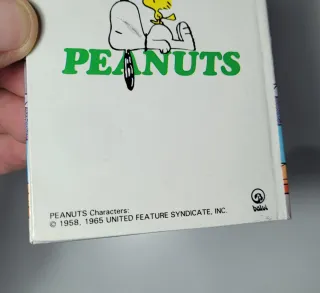 PEANUTS
PEANUTS Characters:
© 1958, 1965 UNITED FEATURE SYNDICATE, INC.